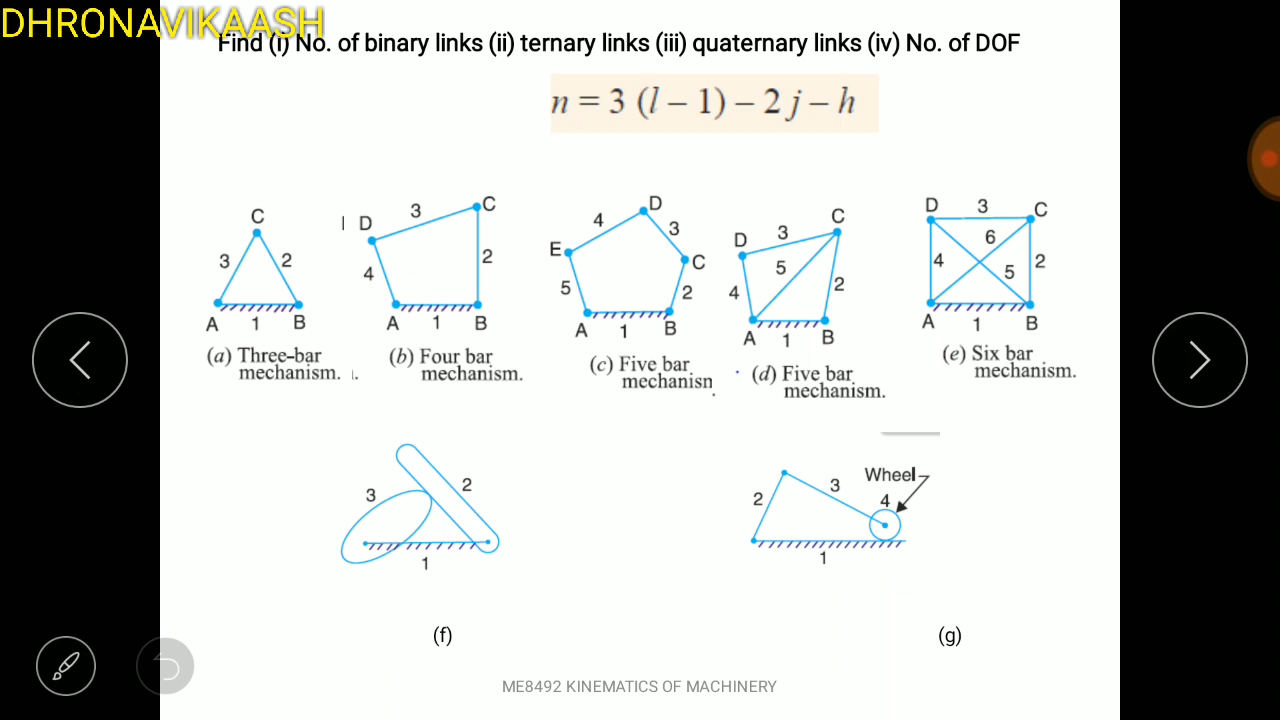 DHRONAVIKAASH
Find (i) No. of binary links (ii) ternary links (iii) quaternary links (iv) No. of DOF
n = 3 (l – 1) – 2 j – h
C
3 2
A 1 B
(a) Three-bar
mechanism.
D 3 C
4 2
A 1 B
(b) Four bar
mechanism.
D
4 3
E C
5 2
A 1 B
(c) Five bar
mechanisn
.
C
D 3
5
4 2
A 1 B
(d) Five bar
mechanism.
D 3 C
6
4 5 2
A 1 B
(e) Six bar
mechanism.
3 2
1
(f)
Wheel
2 3 4
1
(g)
ME8492 KINEMATICS OF MACHINERY